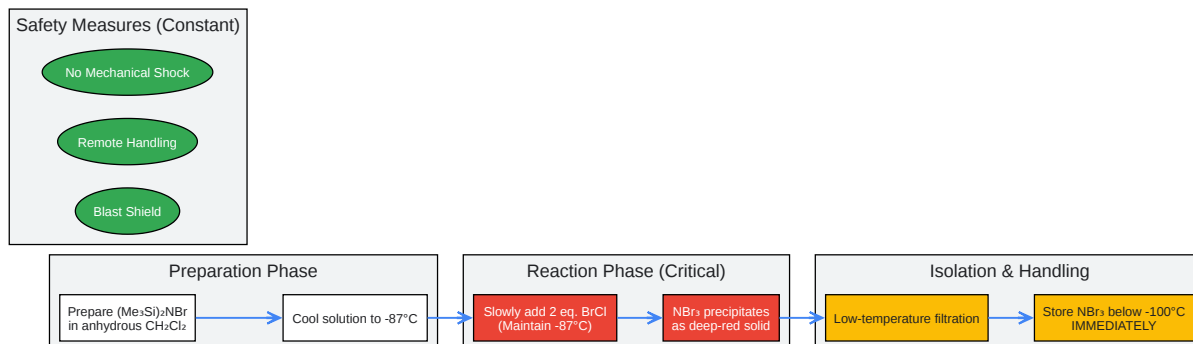 Safety Measures (Constant)
No Mechanical Shock
Remote Handling
Blast Shield
Preparation Phase
Prepare (Me₃Si)₂NBr
in anhydrous CH₂Cl₂
Cool solution to -87°C
Reaction Phase (Critical)
Slowly add 2 eq. BrCl
(Maintain -87°C)
NBr₃ precipitates
as deep-red solid
Isolation & Handling
Low-temperature filtration
Store NBr₃ below -100°C
IMMEDIATELY